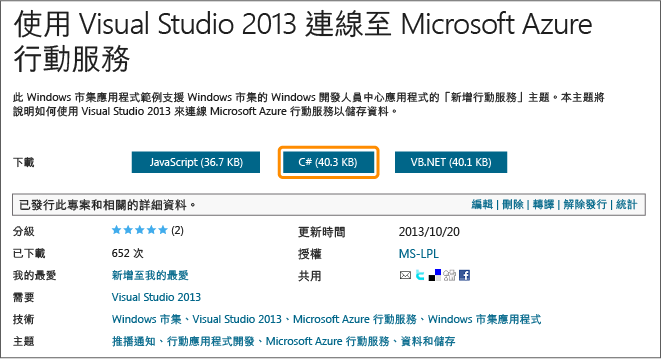 使用 Visual Studio 2013 連線至 Microsoft Azure
行動服務
此 Windows 市集應用程式範例支援 Windows 市集的 Windows 開發人員中心應用程式的「新增行動服務」主題。本主題將
說明如何使用 Visual Studio 2013 來連線 Microsoft Azure 行動服務以儲存資料。
下載 JavaScript (36.7 KB) C# (40.3 KB) VB.NET (40.1 KB)
已發行此專案和相關的詳細資料。 編輯 | 刪除 | 轉譯 | 解除發行 | 統計
分級 (2) 更新時間 2013/10/20
已下載 652 次 授權 MS-LPL
我的最愛 新增至我的最愛 共用
需要 Visual Studio 2013
技術 Windows 市集、Visual Studio 2013、Microsoft Azure 行動服務、Windows 市集應用程式
主題 推播通知、行動應用程式開發、Microsoft Azure 行動服務、資料和儲存